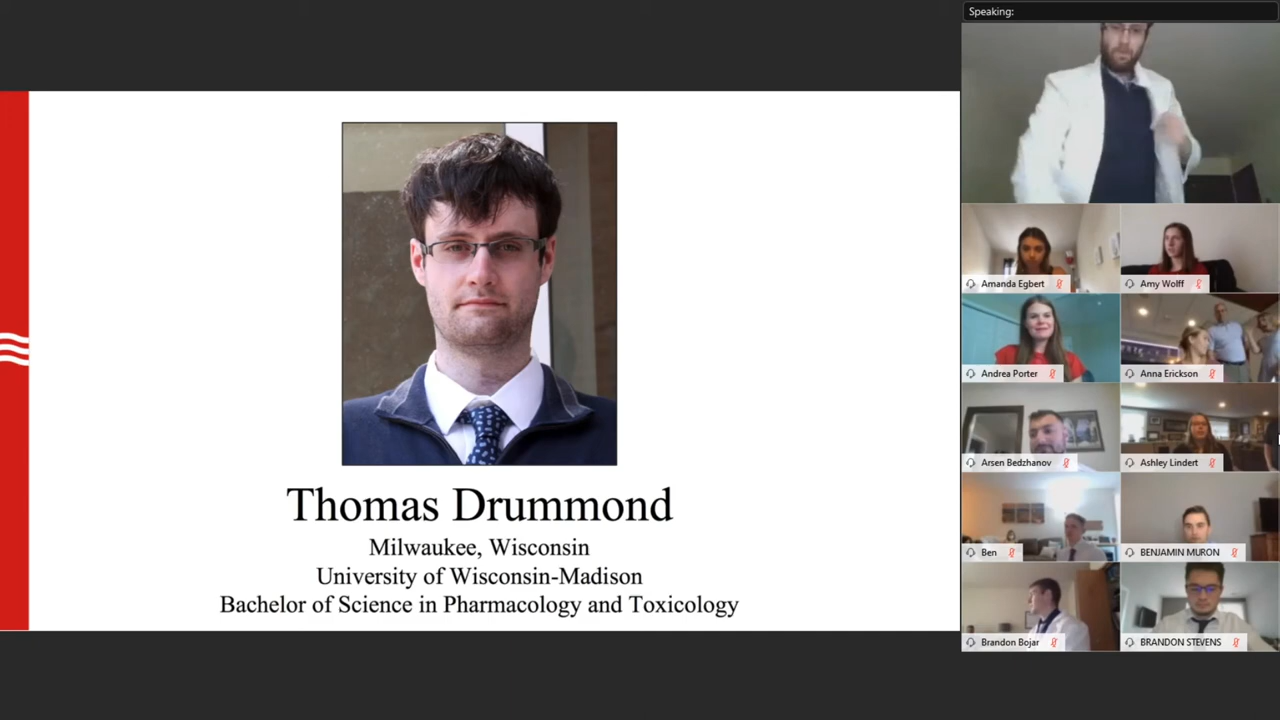 Speaking:
Thomas Drummond
Milwaukee, Wisconsin
University of Wisconsin-Madison
Bachelor of Science in Pharmacology and Toxicology
Amanda Egbert
Amy Wolff
Andrea Porter
Anna Erickson
Arsen Bedzhanov
Ashley Lindert
Ben
BENJAMIN MURON
Brandon Bojar
BRANDON STEVENS